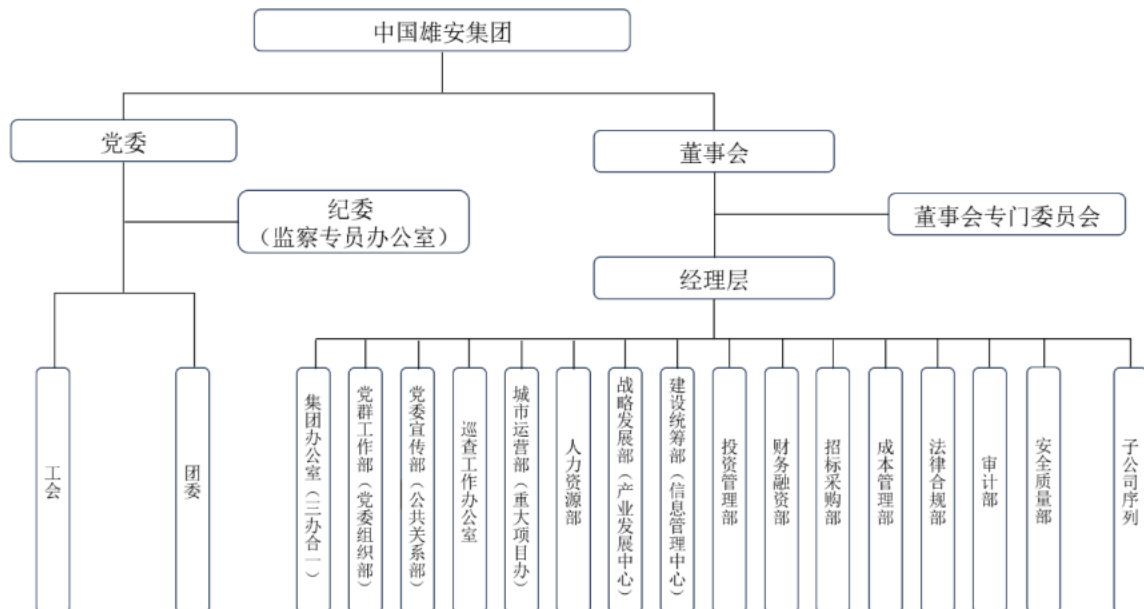 中国雄安集团
党委
董事会
纪委
（监察专员办公室）
董事会专门委员会
经理层
工会
团委
集团办公室（三办合一）
党群工作部（党委组织部）
党委宣传部（公共关系部）
巡查工作办公室
城市运营部（重大项目办）
人力资源部
战略发展部（产业发展中心）
建设统筹部（信息管理中心）
投资管理部
财务融资部
招标采购部
成本管理部
法律合规部
审计部
安全质量部
子公司序列